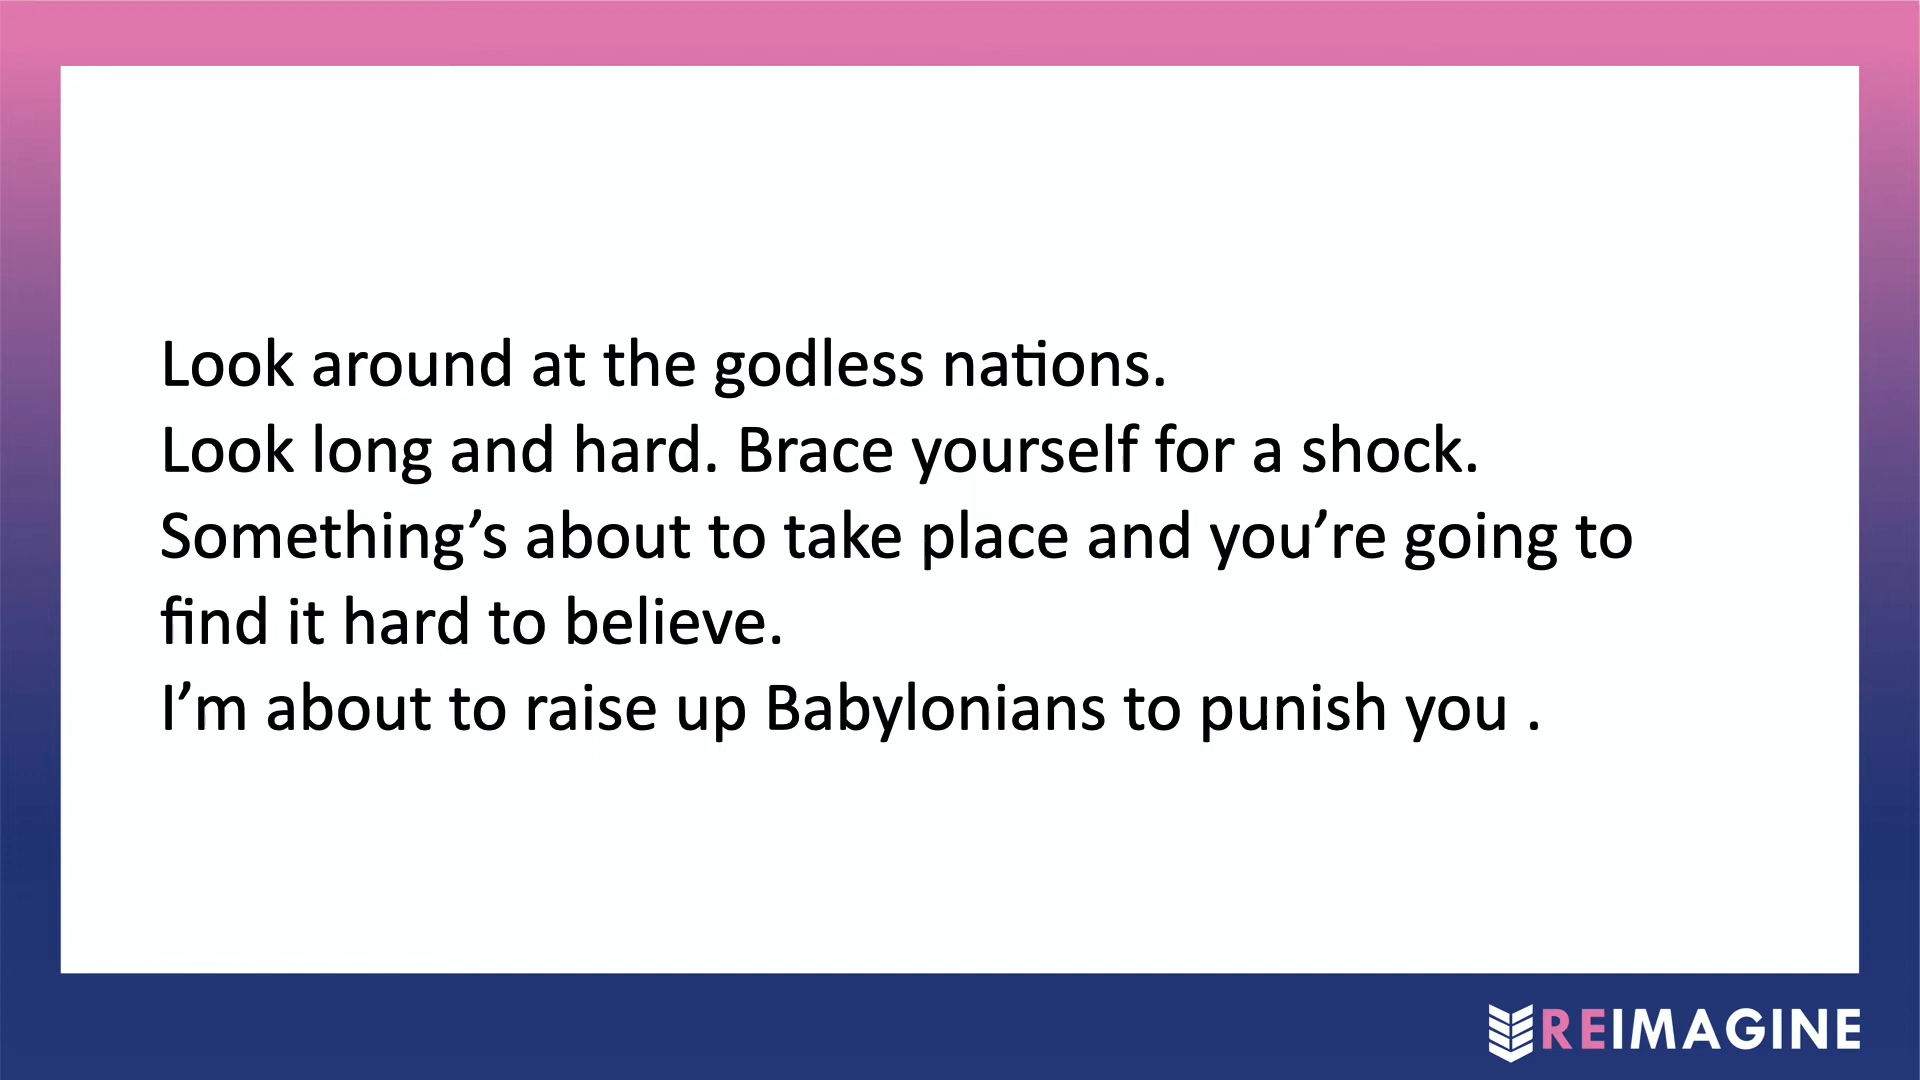 Look around at the godless nations.
Look long and hard. Brace yourself for a shock.
Something’s about to take place and you’re going to
find it hard to believe.
I’m about to raise up Babylonians to punish you .
REIMAGINE